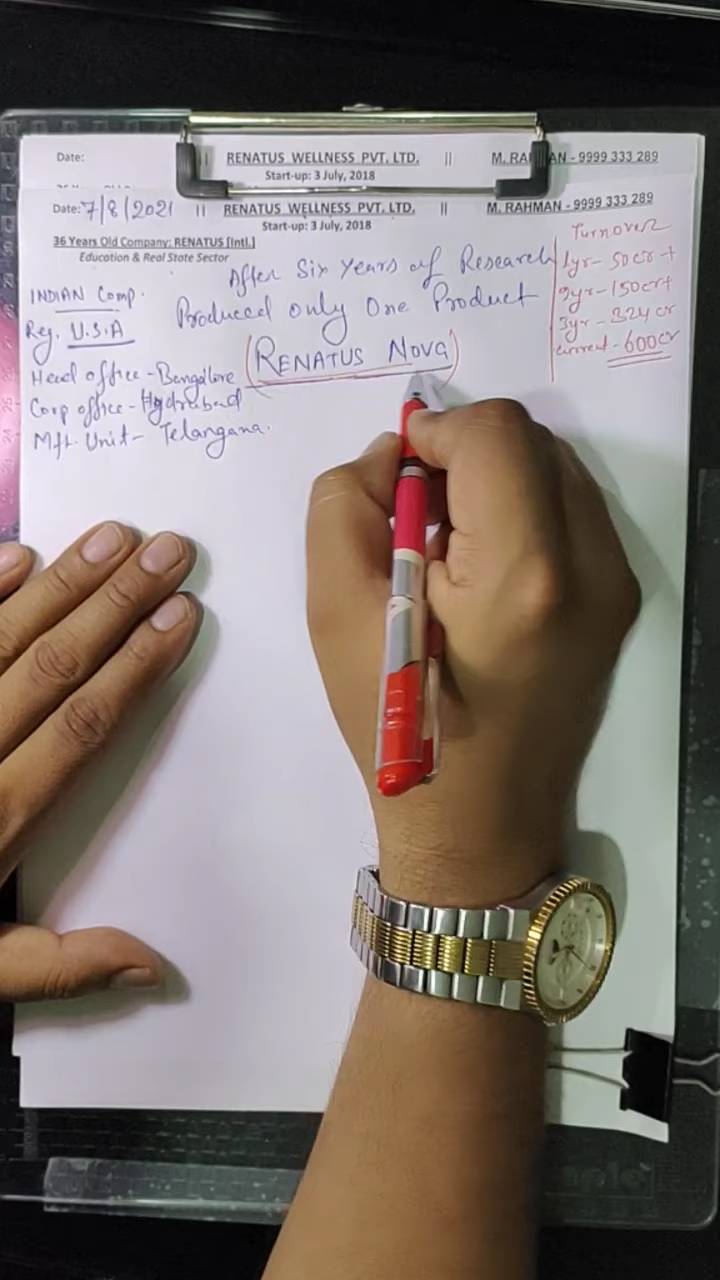 Date: || RENATUS WELLNESS PVT. LTD. || M. RAHMAN - 9999 333 289
Start-up: 3 July, 2018
Date: 7/8/2021 || RENATUS WELLNESS PVT. LTD. || M. RAHMAN - 9999 333 289
Start-up: 3 July, 2018
36 Years Old Company: RENATUS [Intl.]
Education & Real State Sector
After Six Years of Research
Produced only One Product
(RENATUS NOVA)
INDIAN Comp.
Reg. U.S.A
Head office - Bengalore
Corp office - Hydrabad
Mft. Unit - Telangana.
Turnover
1yr - 50cr +
2yr - 150cr+
3yr - 324 cr
current - 600cr